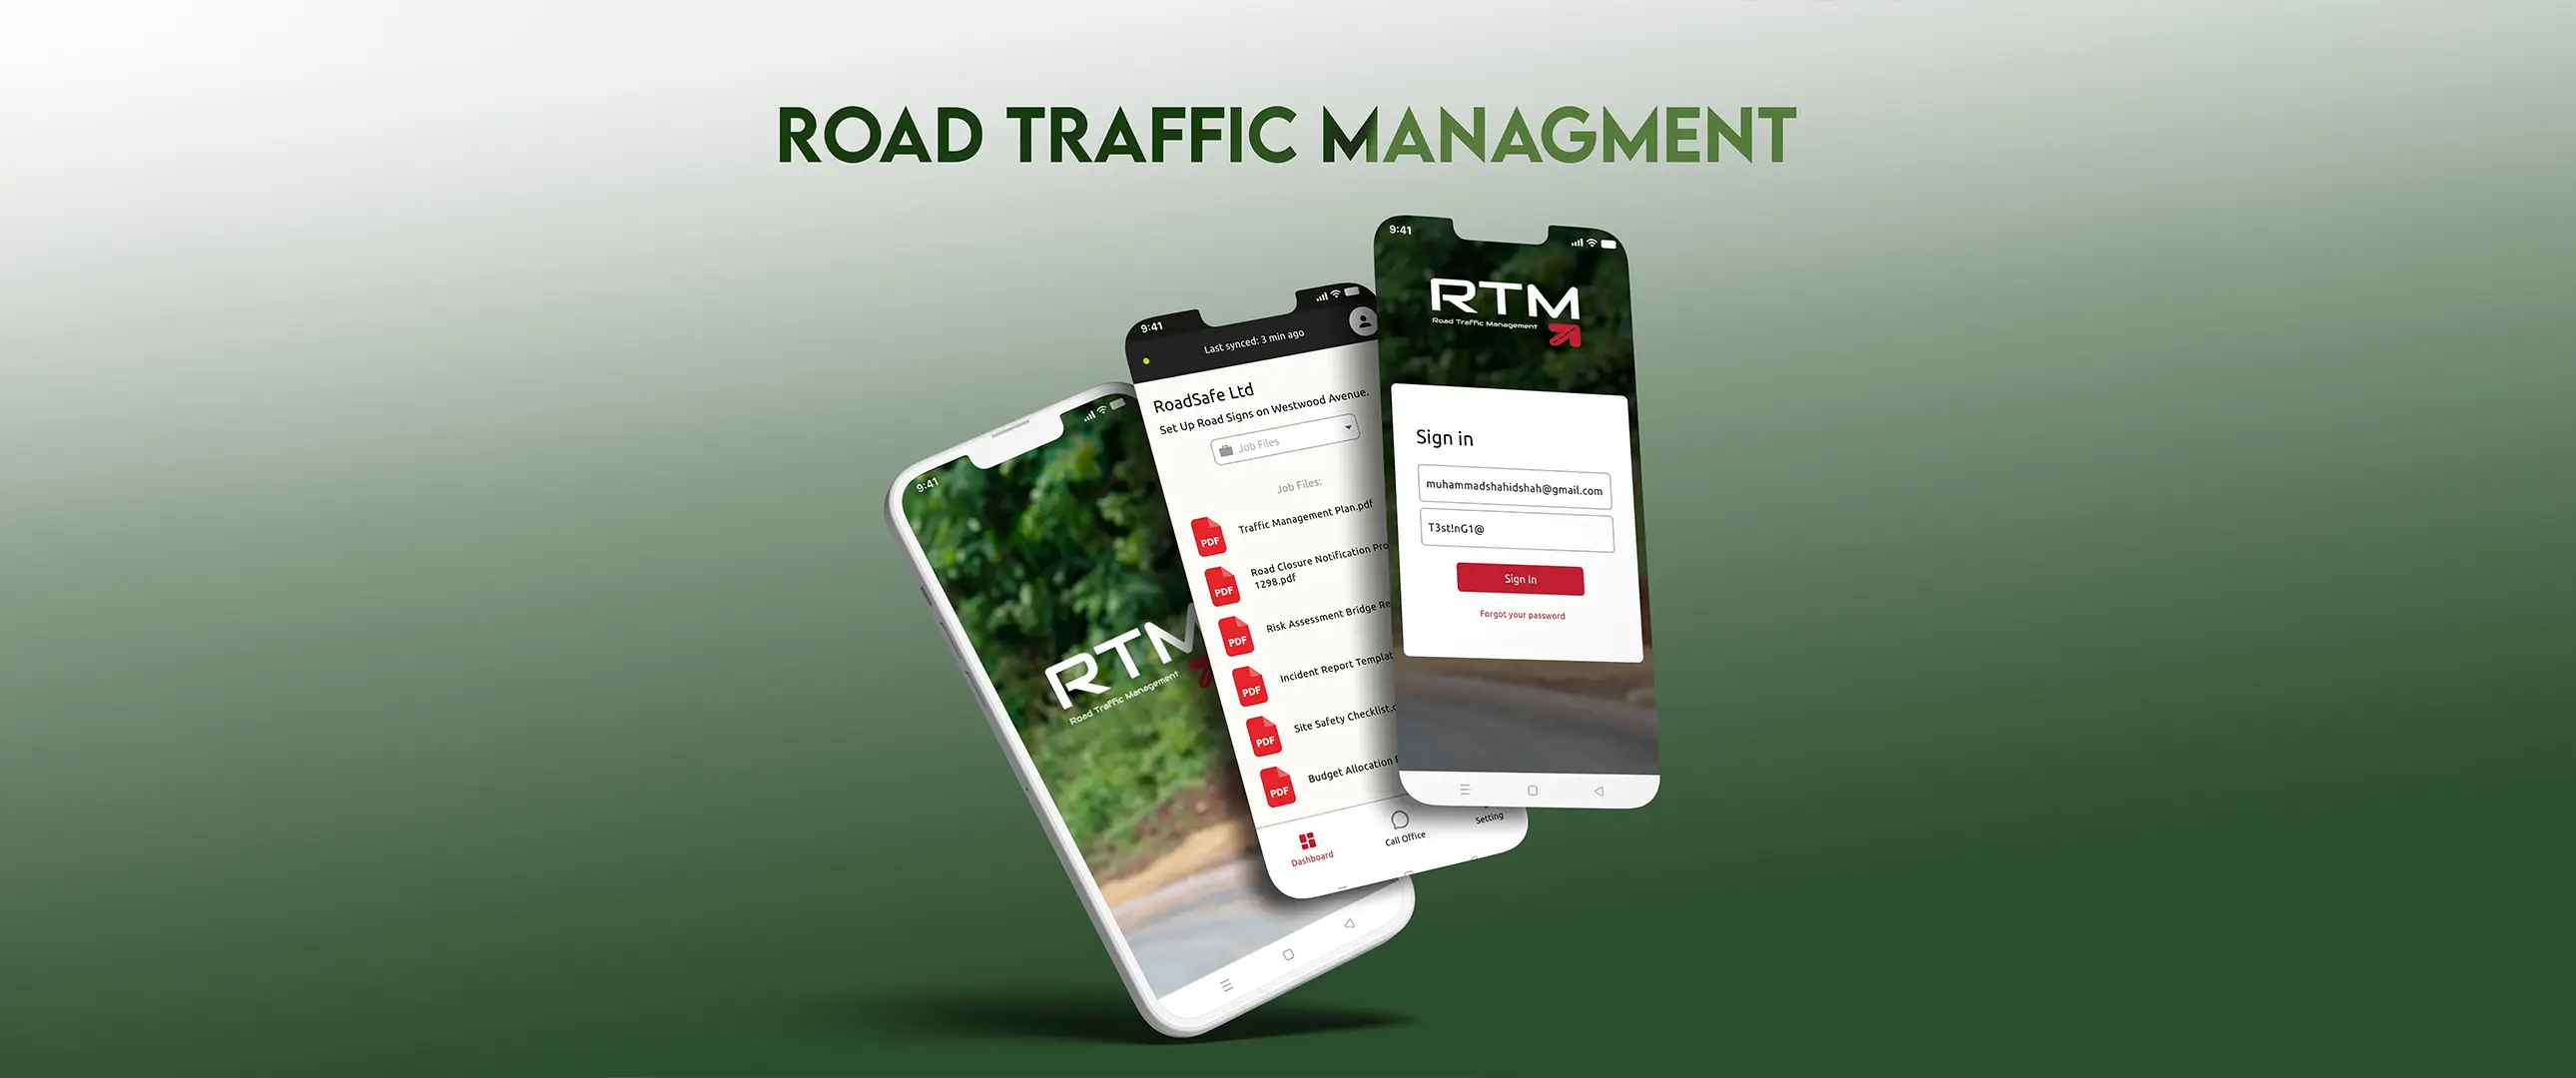 ROAD TRAFFIC MANAGMENT
9:41
RTM
Road Traffic Management
9:41
Last synced: 3 min ago
RoadSafe Ltd
Set Up Road Signs on Westwood Avenue.
Job Files
Job Files:
PDF Traffic Management Plan.pdf
PDF Road Closure Notification Pro
1298.pdf
PDF Risk Assessment Bridge Re
PDF Incident Report Templat
PDF Site Safety Checklist.
PDF Budget Allocation
Dashboard
Call Office
Setting
9:41
RTM
Road Traffic Management
Sign in
muhammadshahidshah@gmail.com
T3st!nG1@
Sign In
Forgot your password